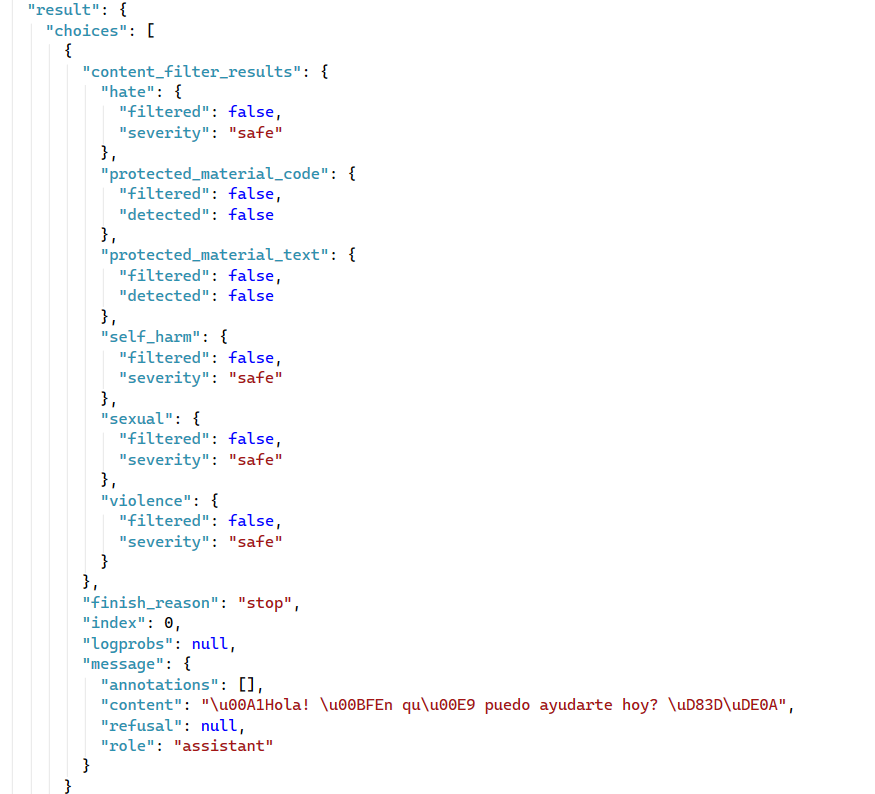 "result": {
"choices": [
{
"content_filter_results": {
"hate": {
"filtered": false,
"severity": "safe"
},
"protected_material_code": {
"filtered": false,
"detected": false
},
"protected_material_text": {
"filtered": false,
"detected": false
},
"self_harm": {
"filtered": false,
"severity": "safe"
},
"sexual": {
"filtered": false,
"severity": "safe"
},
"violence": {
"filtered": false,
"severity": "safe"
}
},
"finish_reason": "stop",
"index": 0,
"logprobs": null,
"message": {
"annotations": [],
"content": "\u00A1Hola! \u00BFEn qu\u00E9 puedo ayudarte hoy? \uD83D\uDE0A",
"refusal": null,
"role": "assistant"
}
}